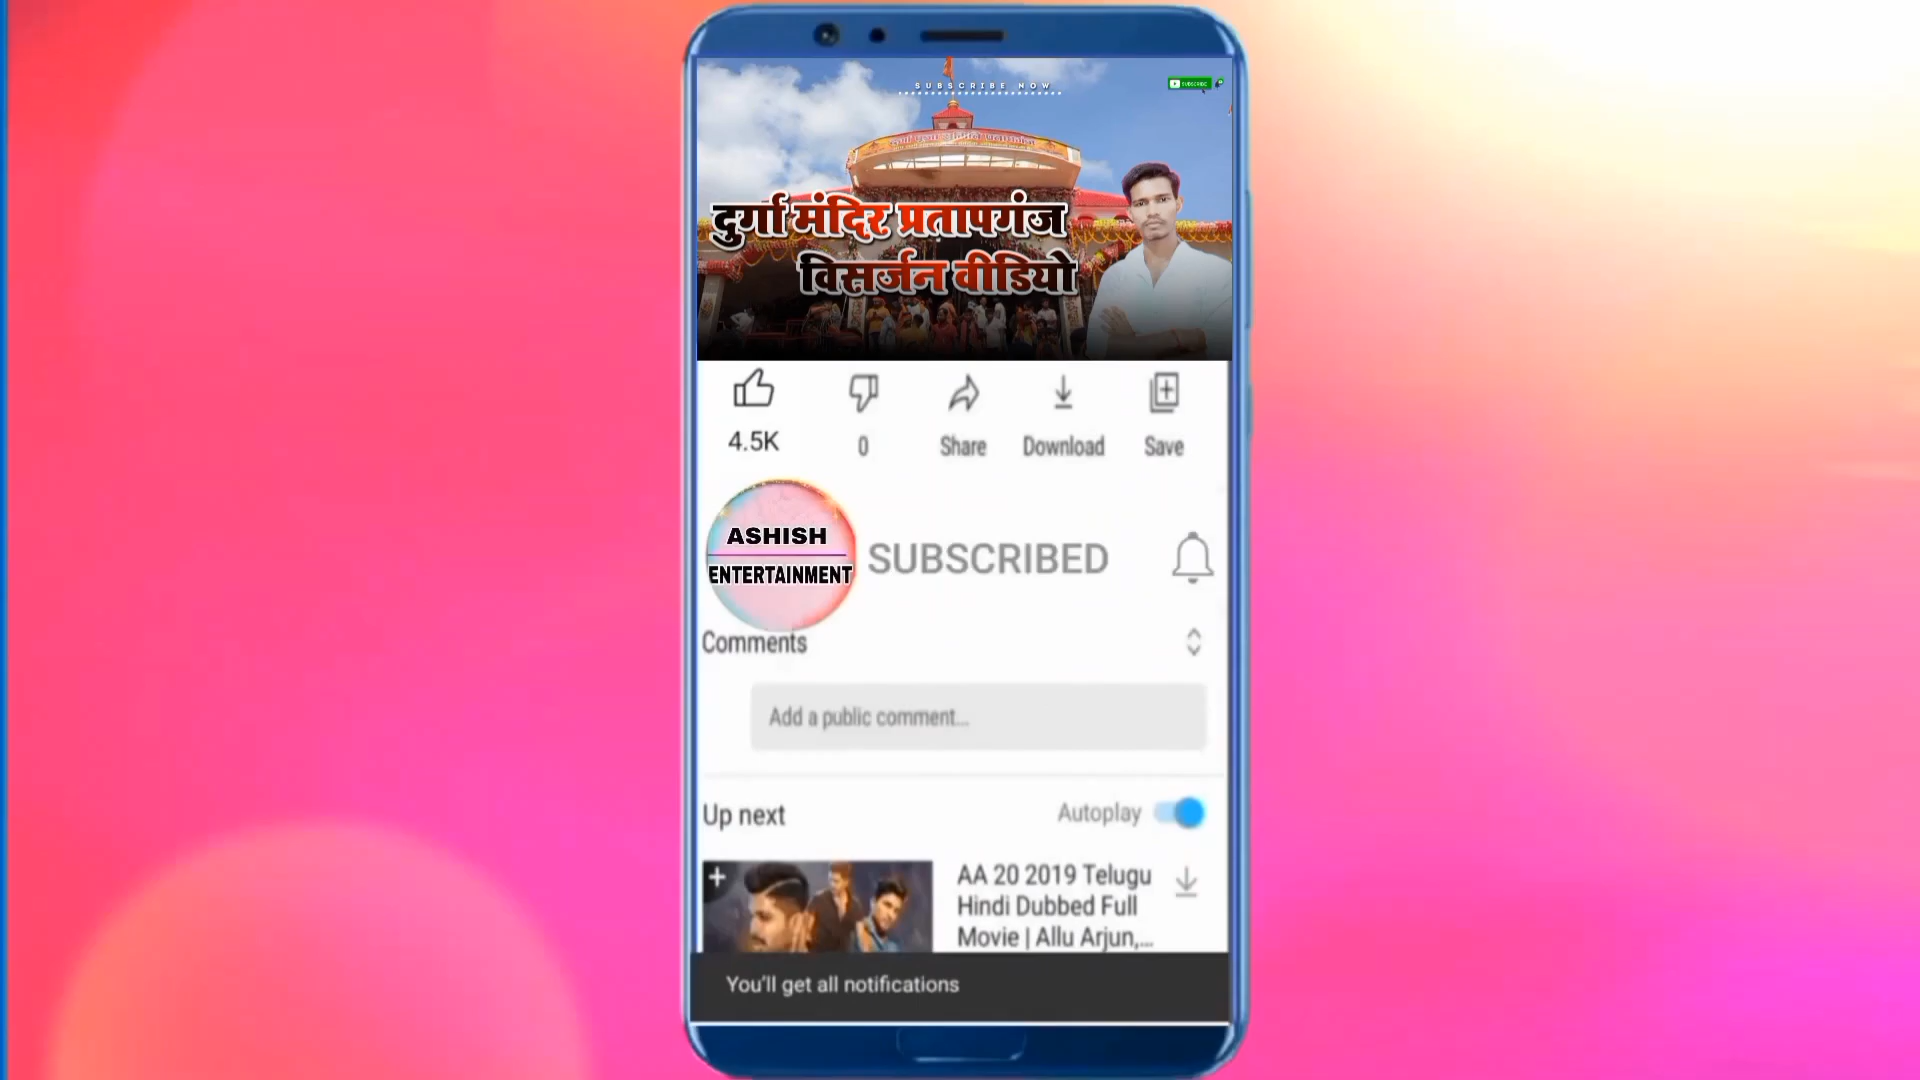 SUBSCRIBE NOW
SUBSCRIBE
दुर्गा मंदिर प्रतापगंज
विसर्जन वीडियो
4.5K
0
Share
Download
Save
ASHISH
ENTERTAINMENT
SUBSCRIBED
Comments
Add a public comment...
Up next
Autoplay
AA 20 2019 Telugu
Hindi Dubbed Full
Movie | Allu Arjun,...
You'll get all notifications